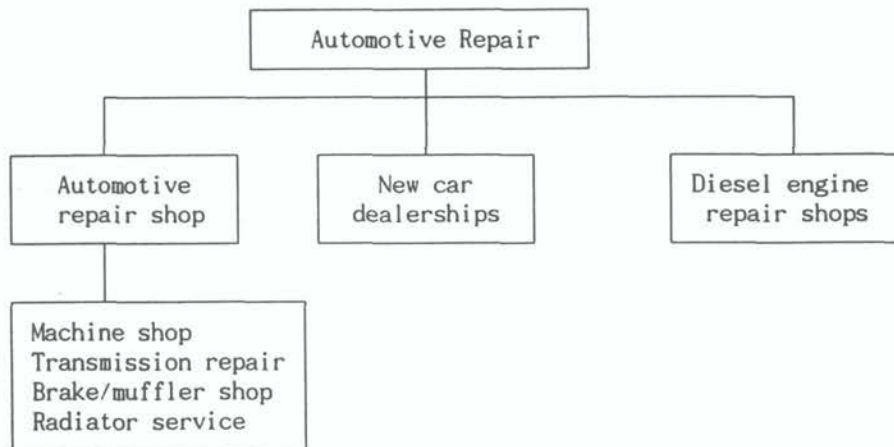 Automotive Repair
Automotive
repair shop
New car
dealerships
Diesel engine
repair shops
Machine shop
Transmission repair
Brake/muffler shop
Radiator service